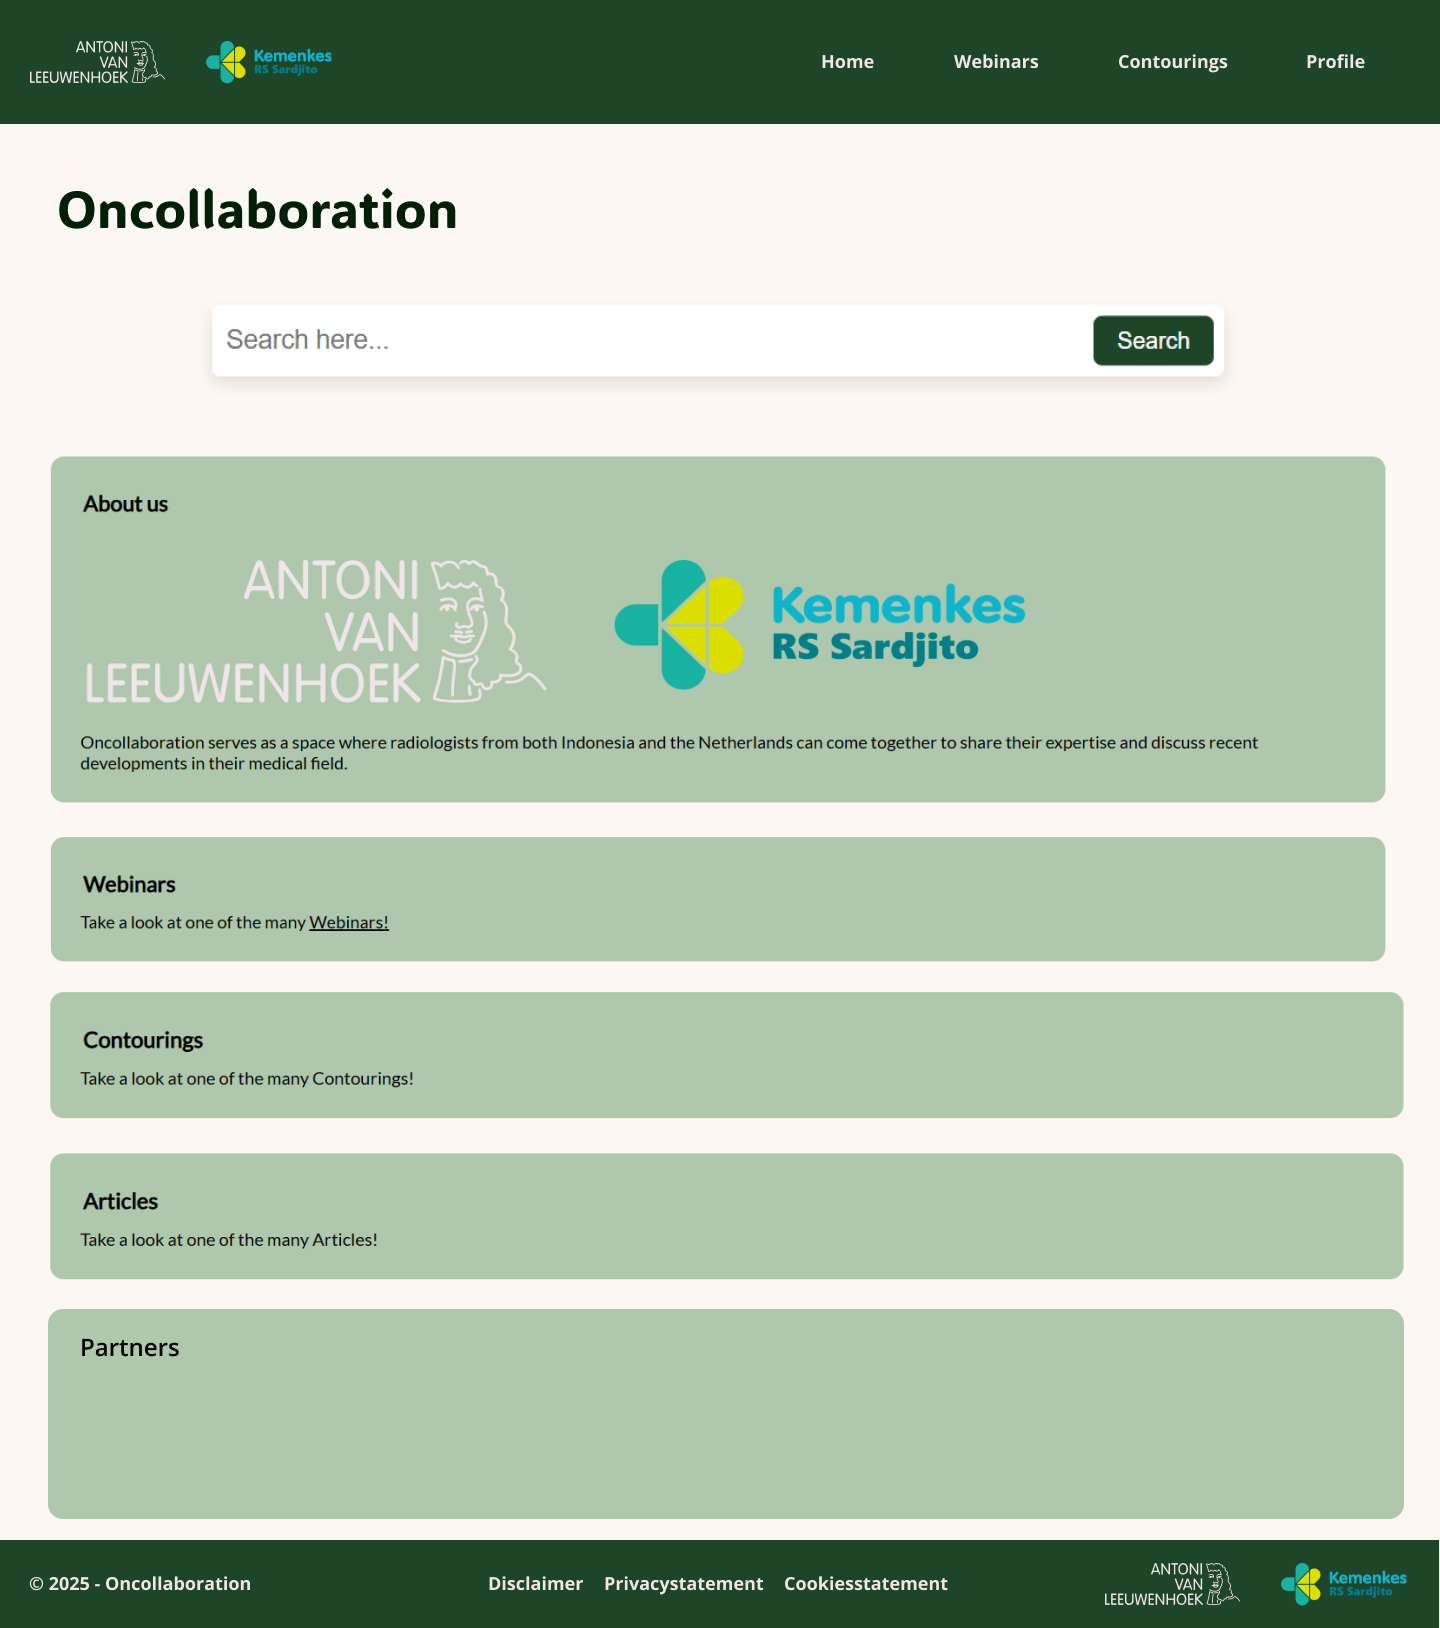 ANTONI
VAN
LEEUWENHOEK
Kemenkes
RS Sardjito
Home
Webinars
Contourings
Profile
Oncollaboration
Search here...
Search
About us
ANTONI
VAN
LEEUWENHOEK
Kemenkes
RS Sardjito
Oncollaboration serves as a space where radiologists from both Indonesia and the Netherlands can come together to share their expertise and discuss recent
developments in their medical field.
Webinars
Take a look at one of the many Webinars!
Contourings
Take a look at one of the many Contourings!
Articles
Take a look at one of the many Articles!
Partners
© 2025 - Oncollaboration
Disclaimer
Privacystatement
Cookiesstatement
ANTONI
VAN
LEEUWENHOEK
Kemenkes
RS Sardjito